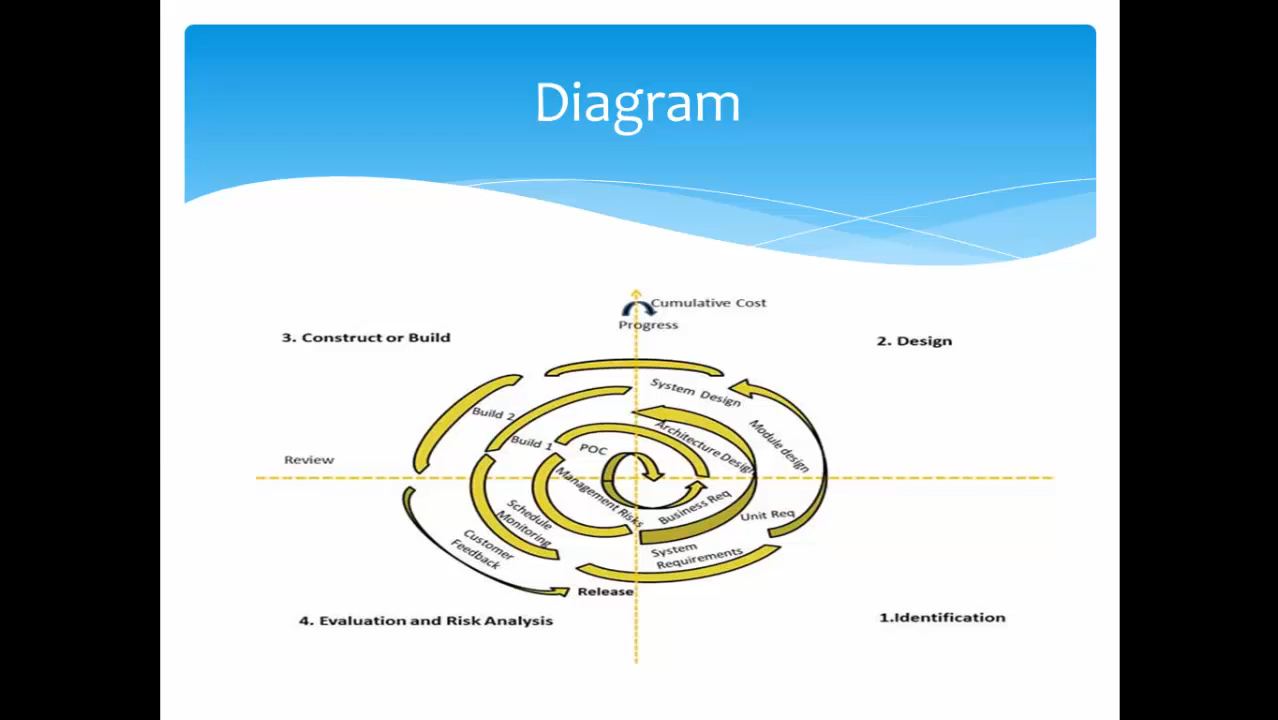 Diagram
Cumulative Cost
Progress
3. Construct or Build
2. Design
System Design
Build 2
Module design
Architecture Design
Build 1
POC
Review
Management Risks
Business Req
Schedule
Monitoring
Unit Req
Customer
Feedback
System
Requirements
Release
4. Evaluation and Risk Analysis
1.Identification